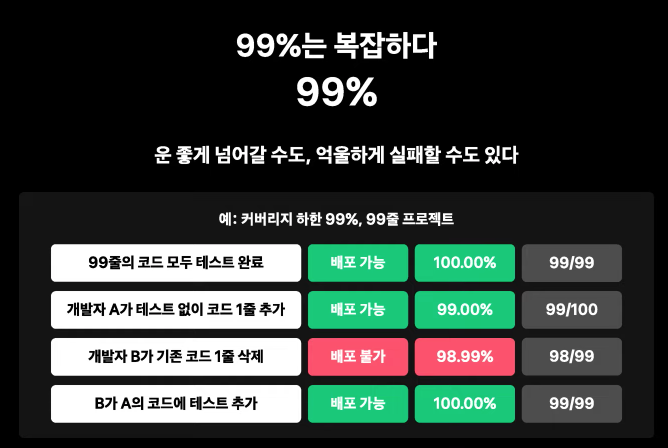 99%는 복잡하다
99%
운 좋게 넘어갈 수도, 억울하게 실패할 수도 있다
예: 커버리지 하한 99%, 99줄 프로젝트
99줄의 코드 모두 테스트 완료 배포 가능 100.00% 99/99
개발자 A가 테스트 없이 코드 1줄 추가 배포 가능 99.00% 99/100
개발자 B가 기존 코드 1줄 삭제 배포 불가 98.99% 98/99
B가 A의 코드에 테스트 추가 배포 가능 100.00% 99/99